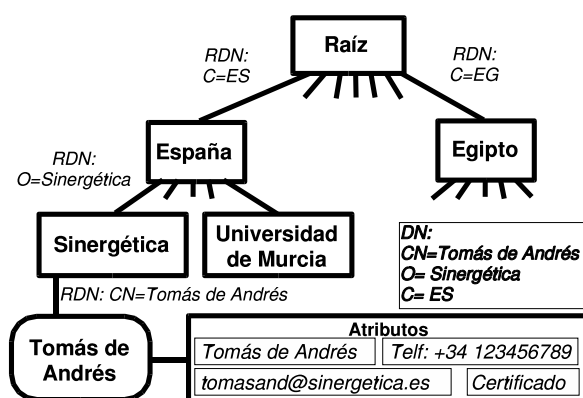 Raíz
RDN:
C=ES
RDN:
C=EG
España
Egipto
RDN:
O=Sinergética
Sinergética
Universidad
de Murcia
DN:
CN=Tomás de Andrés
O= Sinergética
C= ES
RDN: CN=Tomás de Andrés
Tomás de
Andrés
Atributos
Tomás de Andrés
Telf: +34 123456789
tomasand@sinergetica.es
Certificado